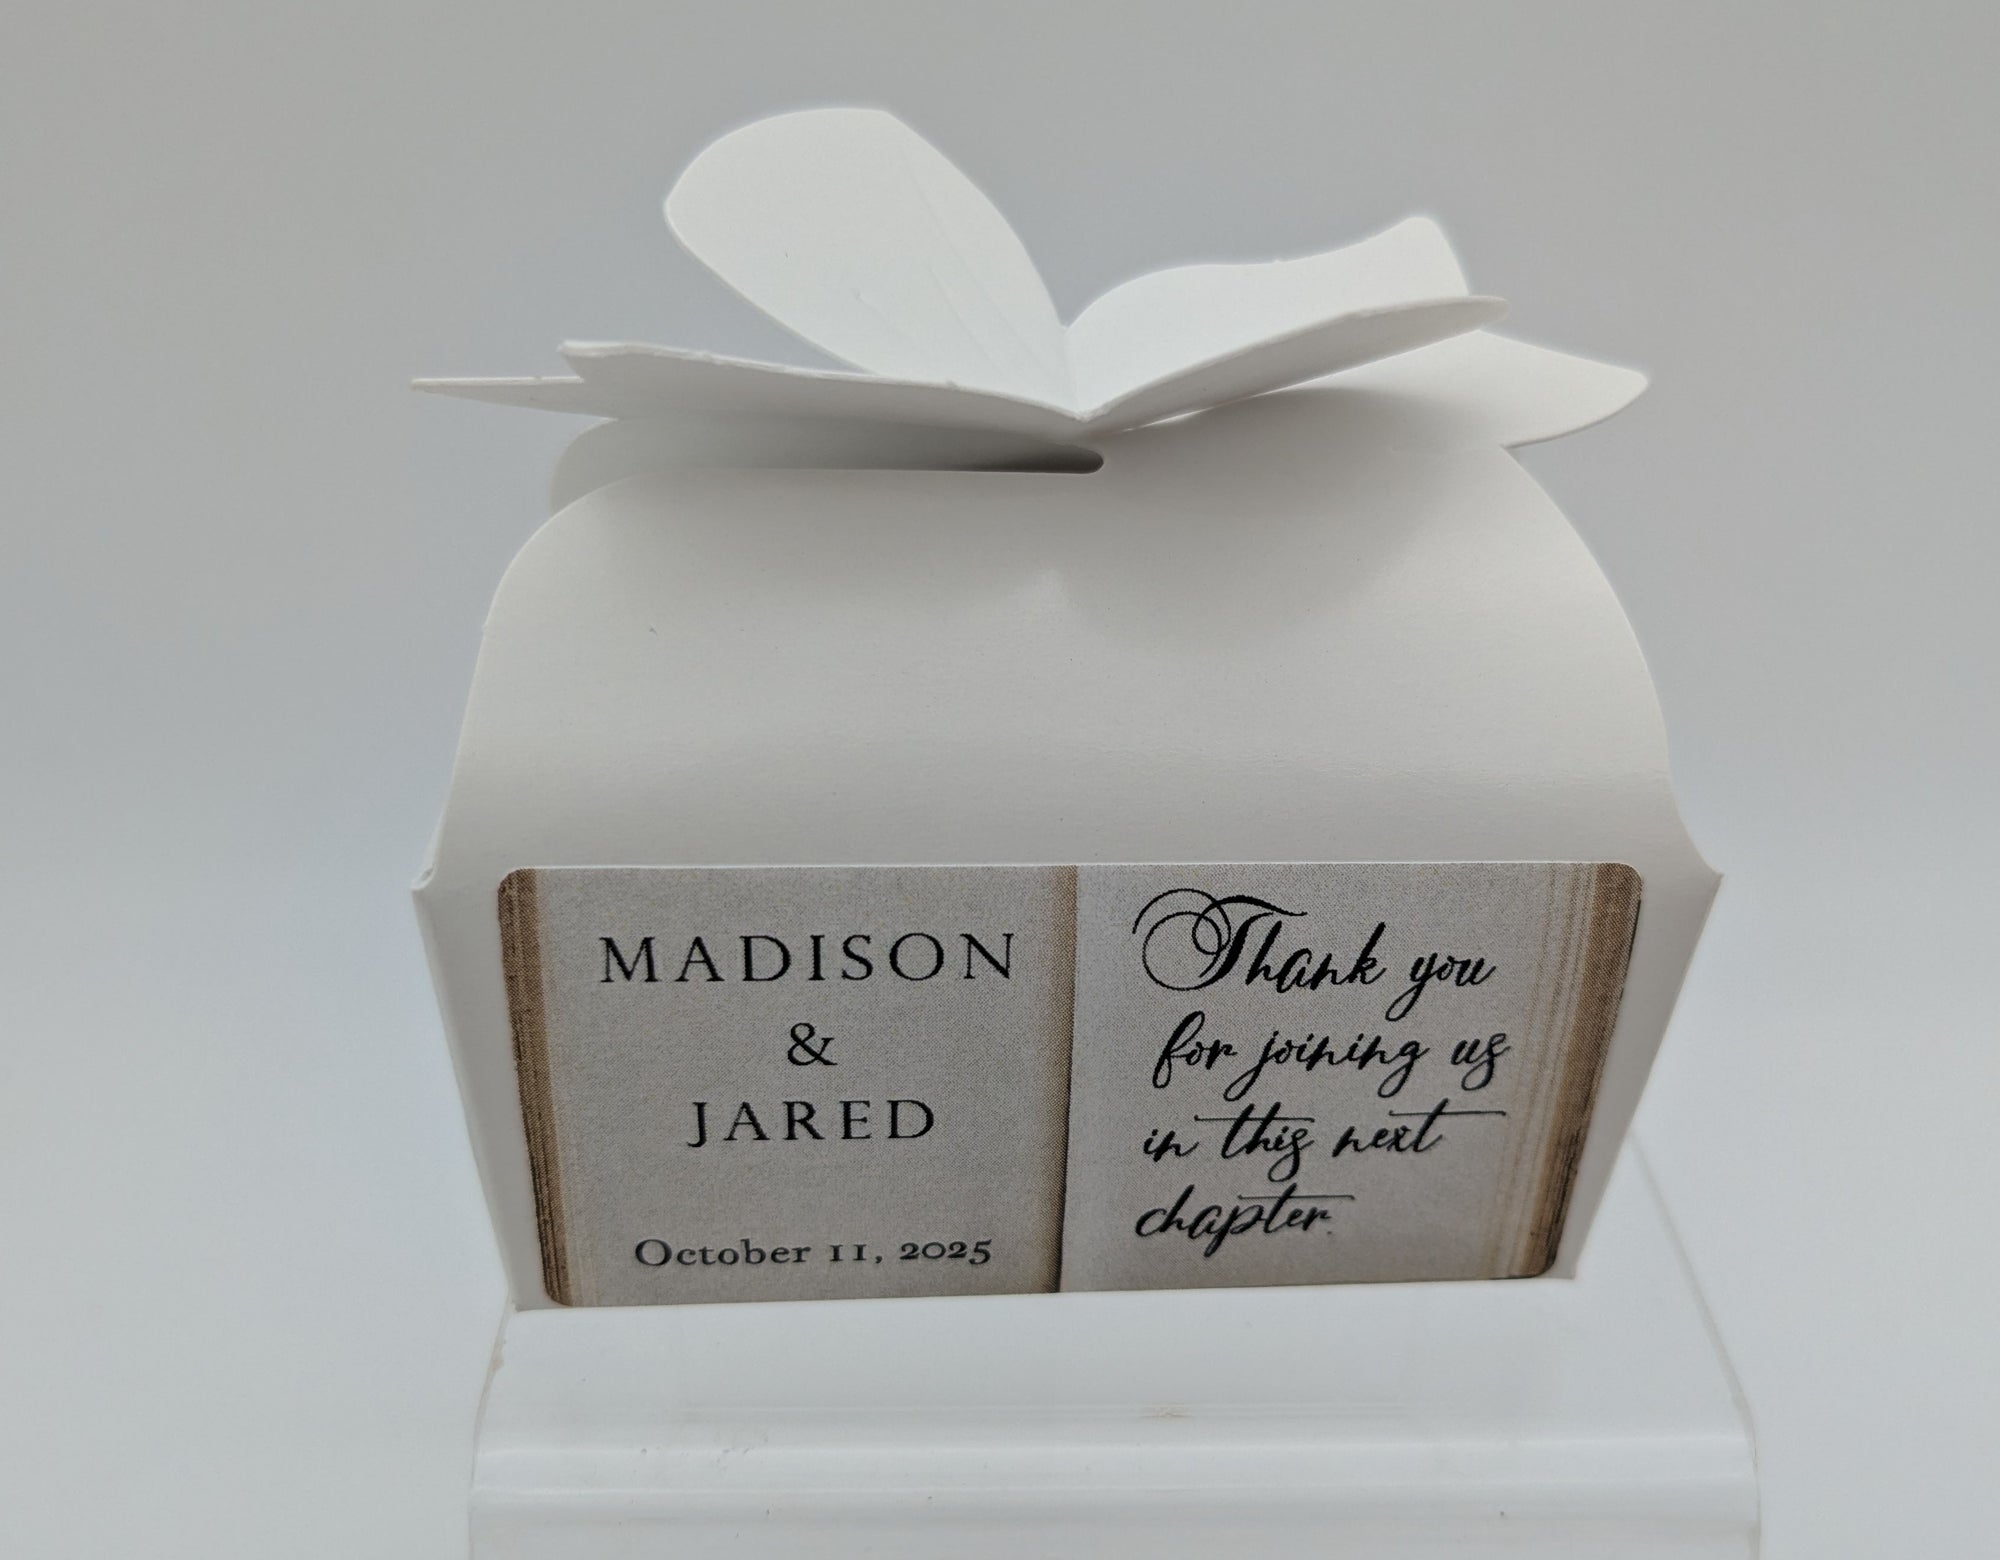 MADISON
&
JARED
October 11, 2025
Thank you
for joining us
in this next
chapter.